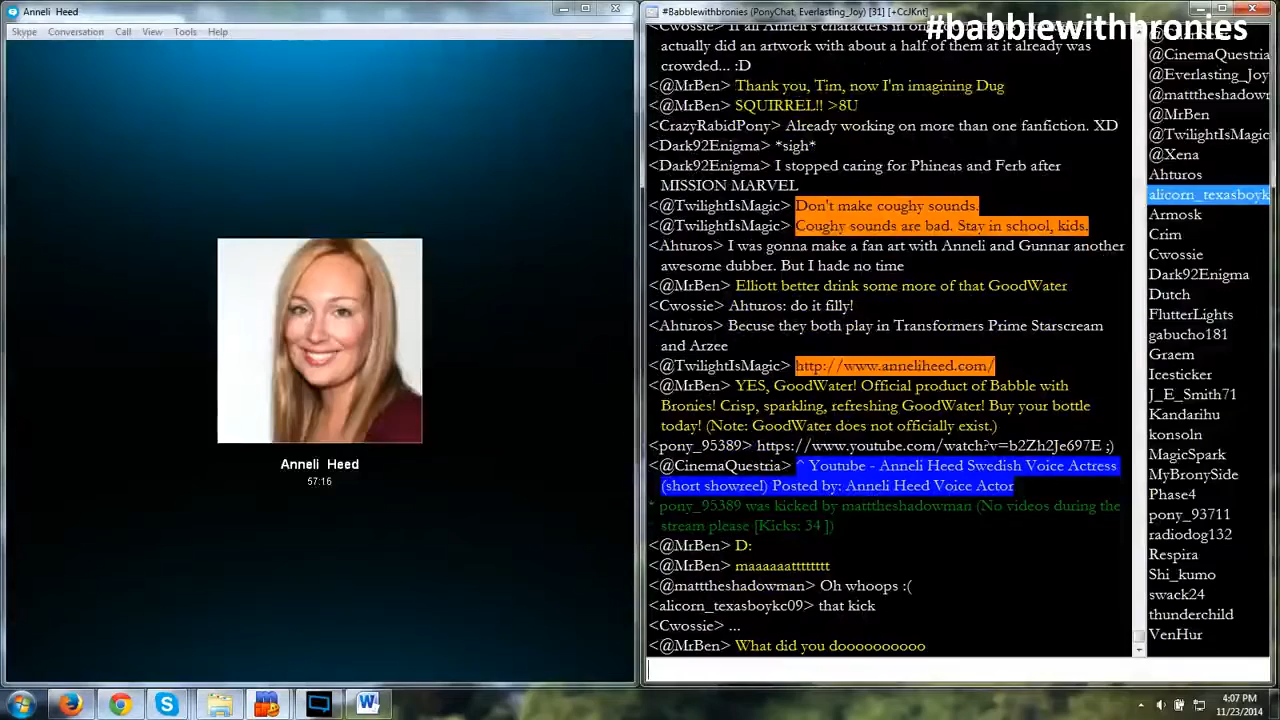 Anneli Heed
Skype Conversation Call View Tools Help
Anneli Heed
57:16
#Babblewithbronies (PonyChat, Everlasting_Joy) [31] [+CcJKnt]
#babblewithbronies
actually did an artwork with about a half of them at it already was
crowded... :D
<@MrBen> Thank you, Tim, now I'm imagining Dug
<@MrBen> SQUIRREL!! >8U
<CrazyRabidPony> Already working on more than one fanfiction. XD
<Dark92Enigma> *sigh*
<Dark92Enigma> I stopped caring for Phineas and Ferb after
MISSION MARVEL
<@TwilightIsMagic> Don't make coughy sounds.
<@TwilightIsMagic> Coughy sounds are bad. Stay in school, kids.
<Ahturos> I was gonna make a fan art with Anneli and Gunnar another
awesome dubber. But I hade no time
<@MrBen> Elliott better drink some more of that GoodWater
<Cwossie> Ahturos: do it filly!
<Ahturos> Becuse they both play in Transformers Prime Starscream
and Arzee
<@TwilightIsMagic> http://www.anneliheed.com/
<@MrBen> YES, GoodWater! Official product of Babble with
Bronies! Crisp, sparkling, refreshing GoodWater! Buy your bottle
today! (Note: GoodWater does not officially exist.)
<pony_95389> https://www.youtube.com/watch?v=b2Zh2Je697E ;)
<@CinemaQuestria> ^ Youtube - Anneli Heed Swedish Voice Actress
(short showreel) Posted by: Anneli Heed Voice Actor
* pony_95389 was kicked by matttheshadowman (No videos during the
stream please [Kicks: 34 ])
<@MrBen> D:
<@MrBen> maaaaaattttttttt
<@matttheshadowman> Oh whoops :(
<alicorn_texasboykc09> that kick
<Cwossie> ...
<@MrBen> What did you doooooooooo
@CinemaQuestria
@Everlasting_Joy
@matttheshadow
@MrBen
@TwilightIsMagic
@Xena
Ahturos
alicorn_texasboyk
Armosk
Crim
Cwossie
Dark92Enigma
Dutch
FlutterLights
gabucho181
Graem
Icesticker
J_E_Smith71
Kandarihu
konsoln
MagicSpark
MyBronySide
Phase4
pony_93711
radiodog132
Respira
Shi_kumo
swack24
thunderchild
VenHur
4:07 PM
11/23/2014